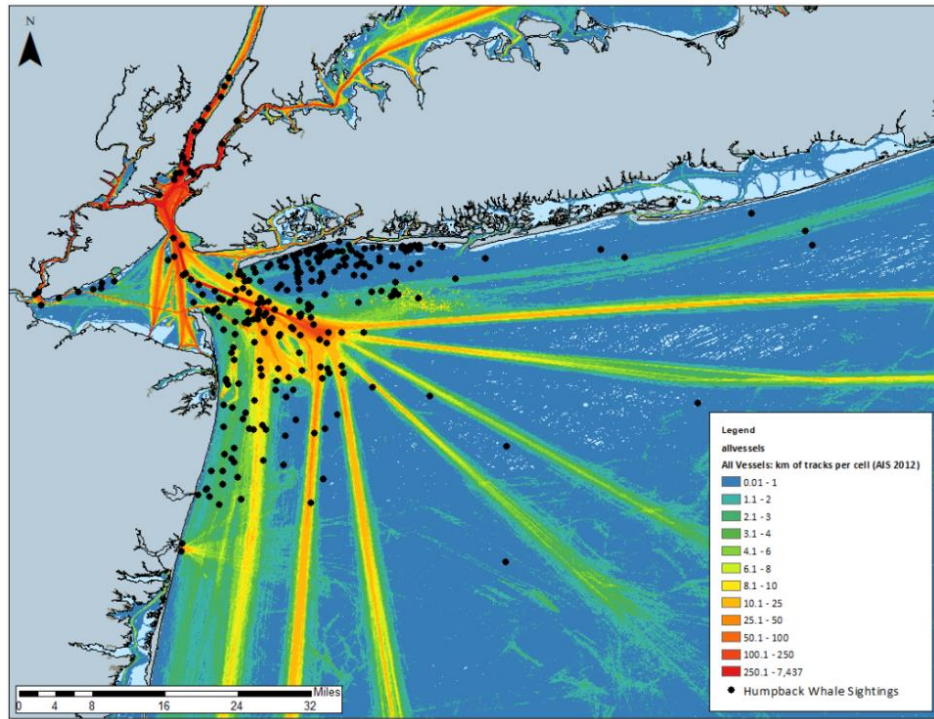 N
Legend
allvessels
All Vessels: km of tracks per cell (AIS 2012)
0.01 - 1
1.1 - 2
2.1 - 3
3.1 - 4
4.1 - 6
6.1 - 8
8.1 - 10
10.1 - 25
25.1 - 50
50.1 - 100
100.1 - 250
250.1 - 7,437
Humpback Whale Sightings
Miles
0 4 8 16 24 32